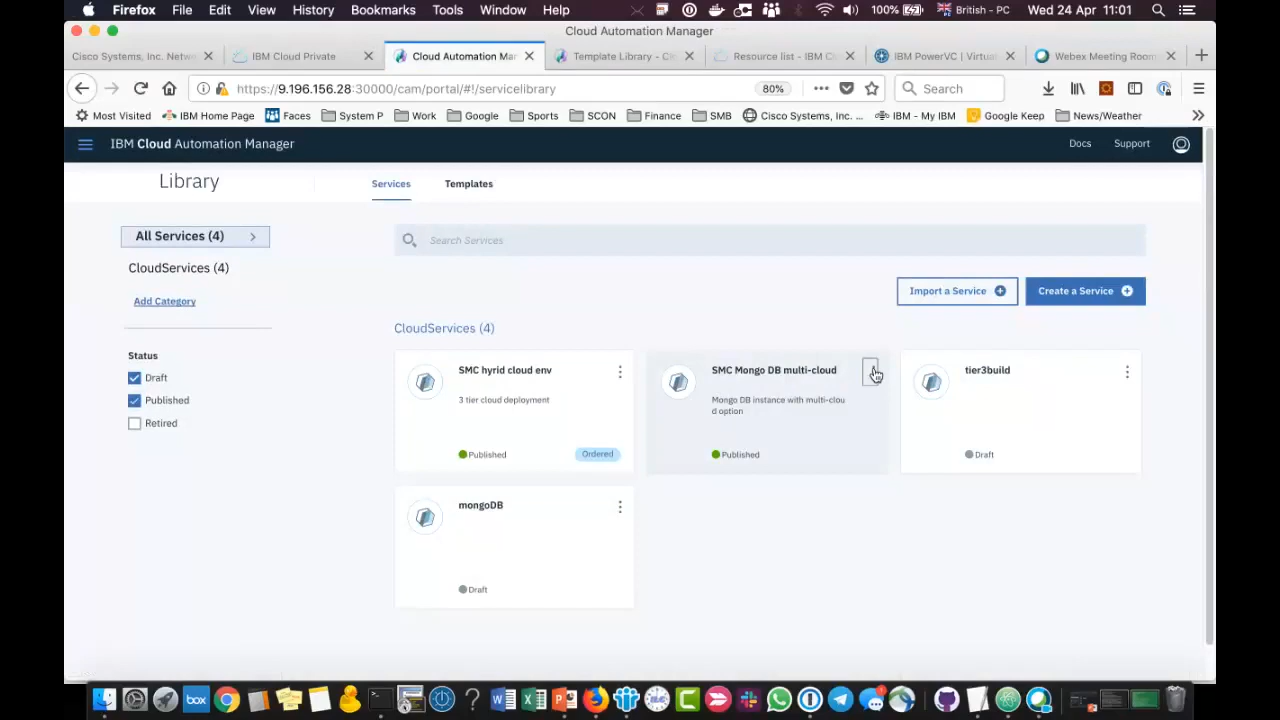 Firefox File Edit View History Bookmarks Tools Window Help 100% British - PC Wed 24 Apr 11:01
Cloud Automation Manager
Cisco Systems, Inc. Netw IBM Cloud Private Cloud Automation Mar Template Library - Cl Resource list - IBM Cl IBM PowerVC | Virtual Webex Meeting Room
https://9.196.156.28:30000/cam/portal/#!/servicelibrary 80% Search
Most Visited IBM Home Page Faces System P Work Google Sports SCON Finance SMB Cisco Systems, Inc. ... IBM - My IBM Google Keep News/Weather
IBM Cloud Automation Manager Docs Support
Library Services Templates
All Services (4)
Search Services
CloudServices (4)
Add Category
Import a Service
Create a Service
CloudServices (4)
Status
Draft
Published
Retired
SMC hyrid cloud env
3 tier cloud deployment
Published Ordered
SMC Mongo DB multi-cloud
Mongo DB instance with multi-clou
d option
Published
tier3build
Draft
mongoDB
Draft
box